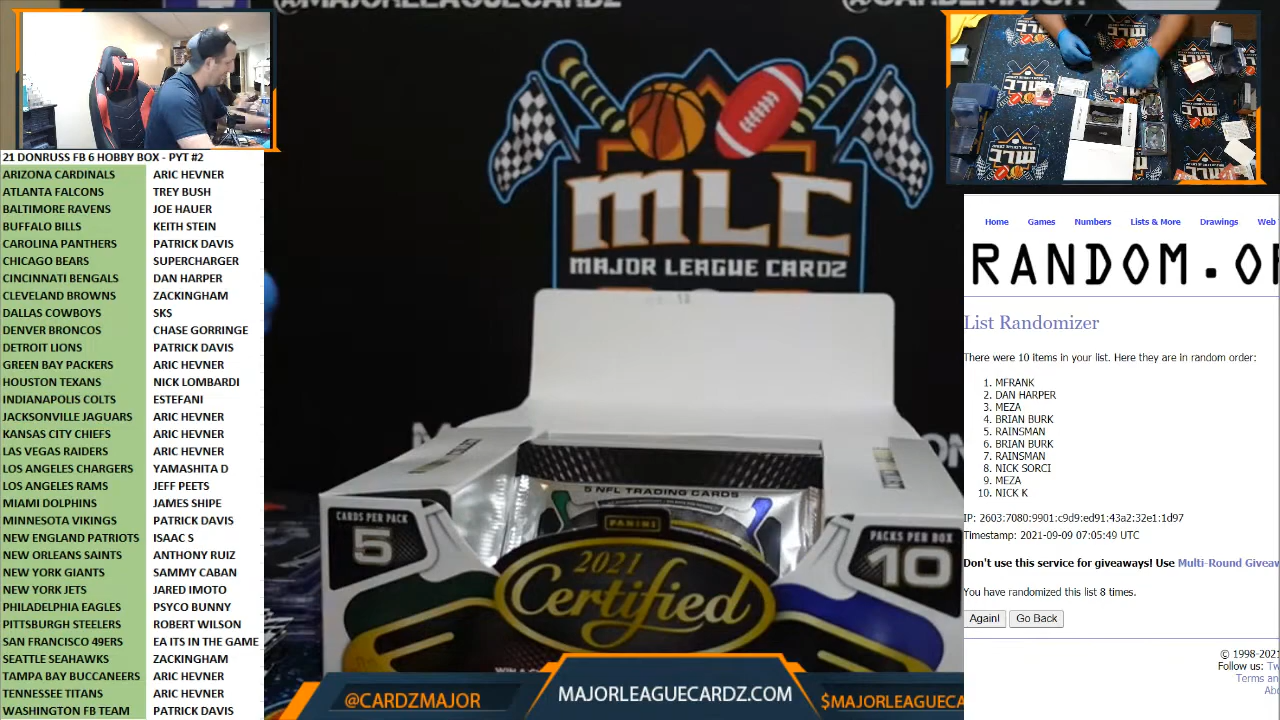 @MAJORLEAGUECARDZ
21 DONRUSS FB 6 HOBBY BOX - PYT #2
ARIZONA CARDINALS ARIC HEVNER
ATLANTA FALCONS TREY BUSH
BALTIMORE RAVENS JOE HAUER
BUFFALO BILLS KEITH STEIN
CAROLINA PANTHERS PATRICK DAVIS
CHICAGO BEARS SUPERCHARGER
CINCINNATI BENGALS DAN HARPER
CLEVELAND BROWNS ZACKINGHAM
DALLAS COWBOYS SKS
DENVER BRONCOS CHASE GORRINGE
DETROIT LIONS PATRICK DAVIS
GREEN BAY PACKERS ARIC HEVNER
HOUSTON TEXANS NICK LOMBARDI
INDIANAPOLIS COLTS ESTEFANI
JACKSONVILLE JAGUARS ARIC HEVNER
KANSAS CITY CHIEFS ARIC HEVNER
LAS VEGAS RAIDERS ARIC HEVNER
LOS ANGELES CHARGERS YAMASHITA D
LOS ANGELES RAMS JEFF PEETS
MIAMI DOLPHINS JAMES SHIPE
MINNESOTA VIKINGS PATRICK DAVIS
NEW ENGLAND PATRIOTS ISAAC S
NEW ORLEANS SAINTS ANTHONY RUIZ
NEW YORK GIANTS SAMMY CABAN
NEW YORK JETS JARED IMOTO
PHILADELPHIA EAGLES PSYCO BUNNY
PITTSBURGH STEELERS ROBERT WILSON
SAN FRANCISCO 49ERS EA ITS IN THE GAME
SEATTLE SEAHAWKS ZACKINGHAM
TAMPA BAY BUCCANEERS ARIC HEVNER
TENNESSEE TITANS ARIC HEVNER
WASHINGTON FB TEAM PATRICK DAVIS
MLC
MAJOR LEAGUE CARDZ
5 NFL TRADING CARDS
CARDS PER PACK
5
PANINI
2021
Certified
PACKS PER BOX
10
@CARDZMAJOR
MAJORLEAGUECARDZ.COM
$MAJORLEAGUECA
Home Games Numbers Lists & More Drawings Web
RANDOM.O
List Randomizer
There were 10 items in your list. Here they are in random order:
1. MFRANK
2. DAN HARPER
3. MEZA
4. BRIAN BURK
5. RAINSMAN
6. BRIAN BURK
7. RAINSMAN
8. NICK SORCI
9. MEZA
10. NICK K
IP: 2603:7080:9901:c9d9:ed91:43a2:32e1:1d97
Timestamp: 2021-09-09 07:05:49 UTC
Don't use this service for giveaways! Use Multi-Round Giveaw
You have randomized this list 8 times.
Again! Go Back
© 1998-2021
Follow us: Tw
Terms an
Abo